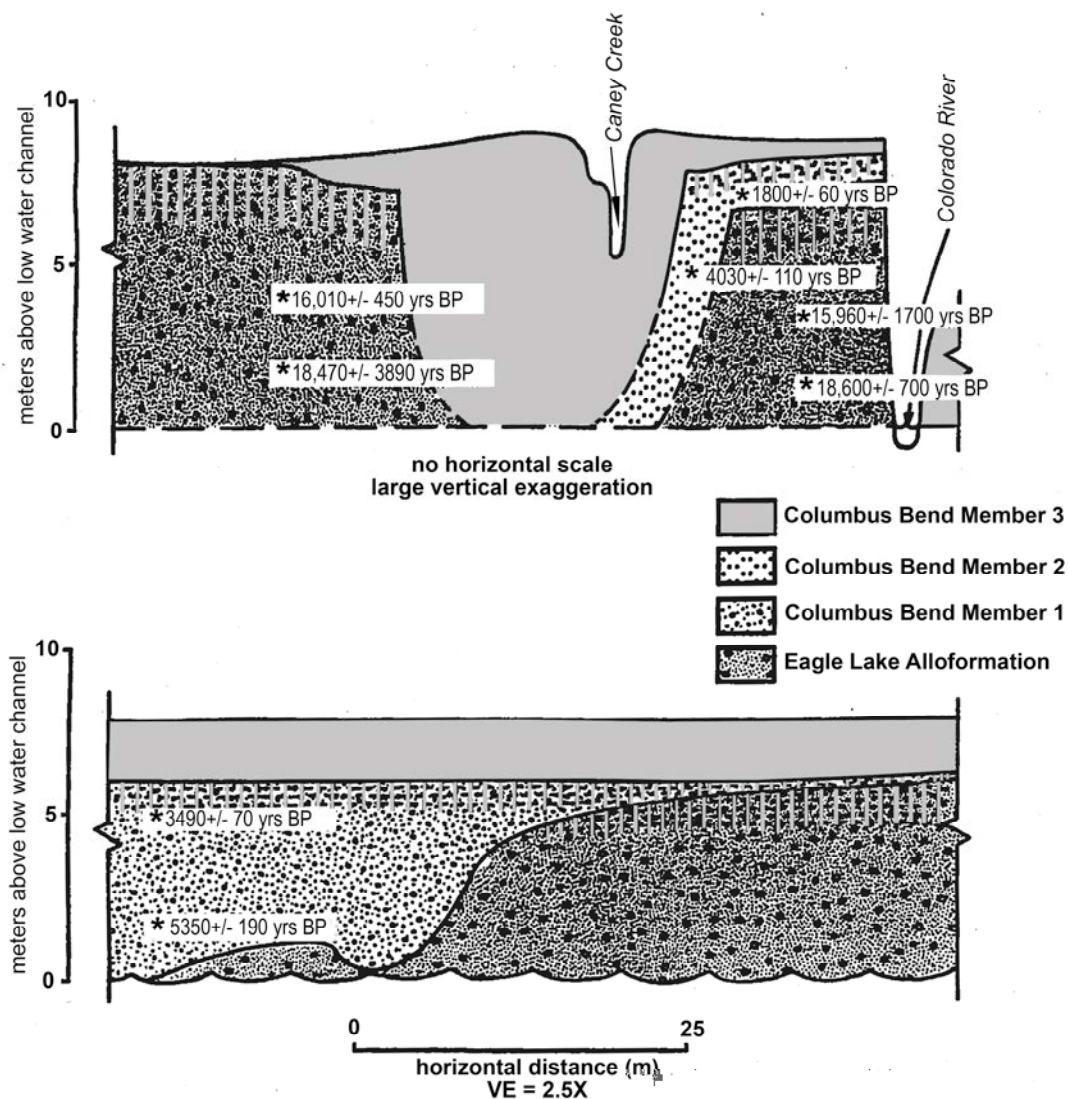 Caney Creek
Colorado River
meters above low water channel
10
5
0
*1800+/- 60 yrs BP
* 4030+/- 110 yrs BP
*16,010+/- 450 yrs BP
*15,960+/- 1700 yrs BP
*18,470+/- 3890 yrs BP
*18,600+/- 700 yrs BP
no horizontal scale
large vertical exaggeration
Columbus Bend Member 3
Columbus Bend Member 2
Columbus Bend Member 1
Eagle Lake Alloformation
meters above low water channel
10
5
0
*3490+/- 70 yrs BP
* 5350+/- 190 yrs BP
0 25
horizontal distance (m)
VE = 2.5X